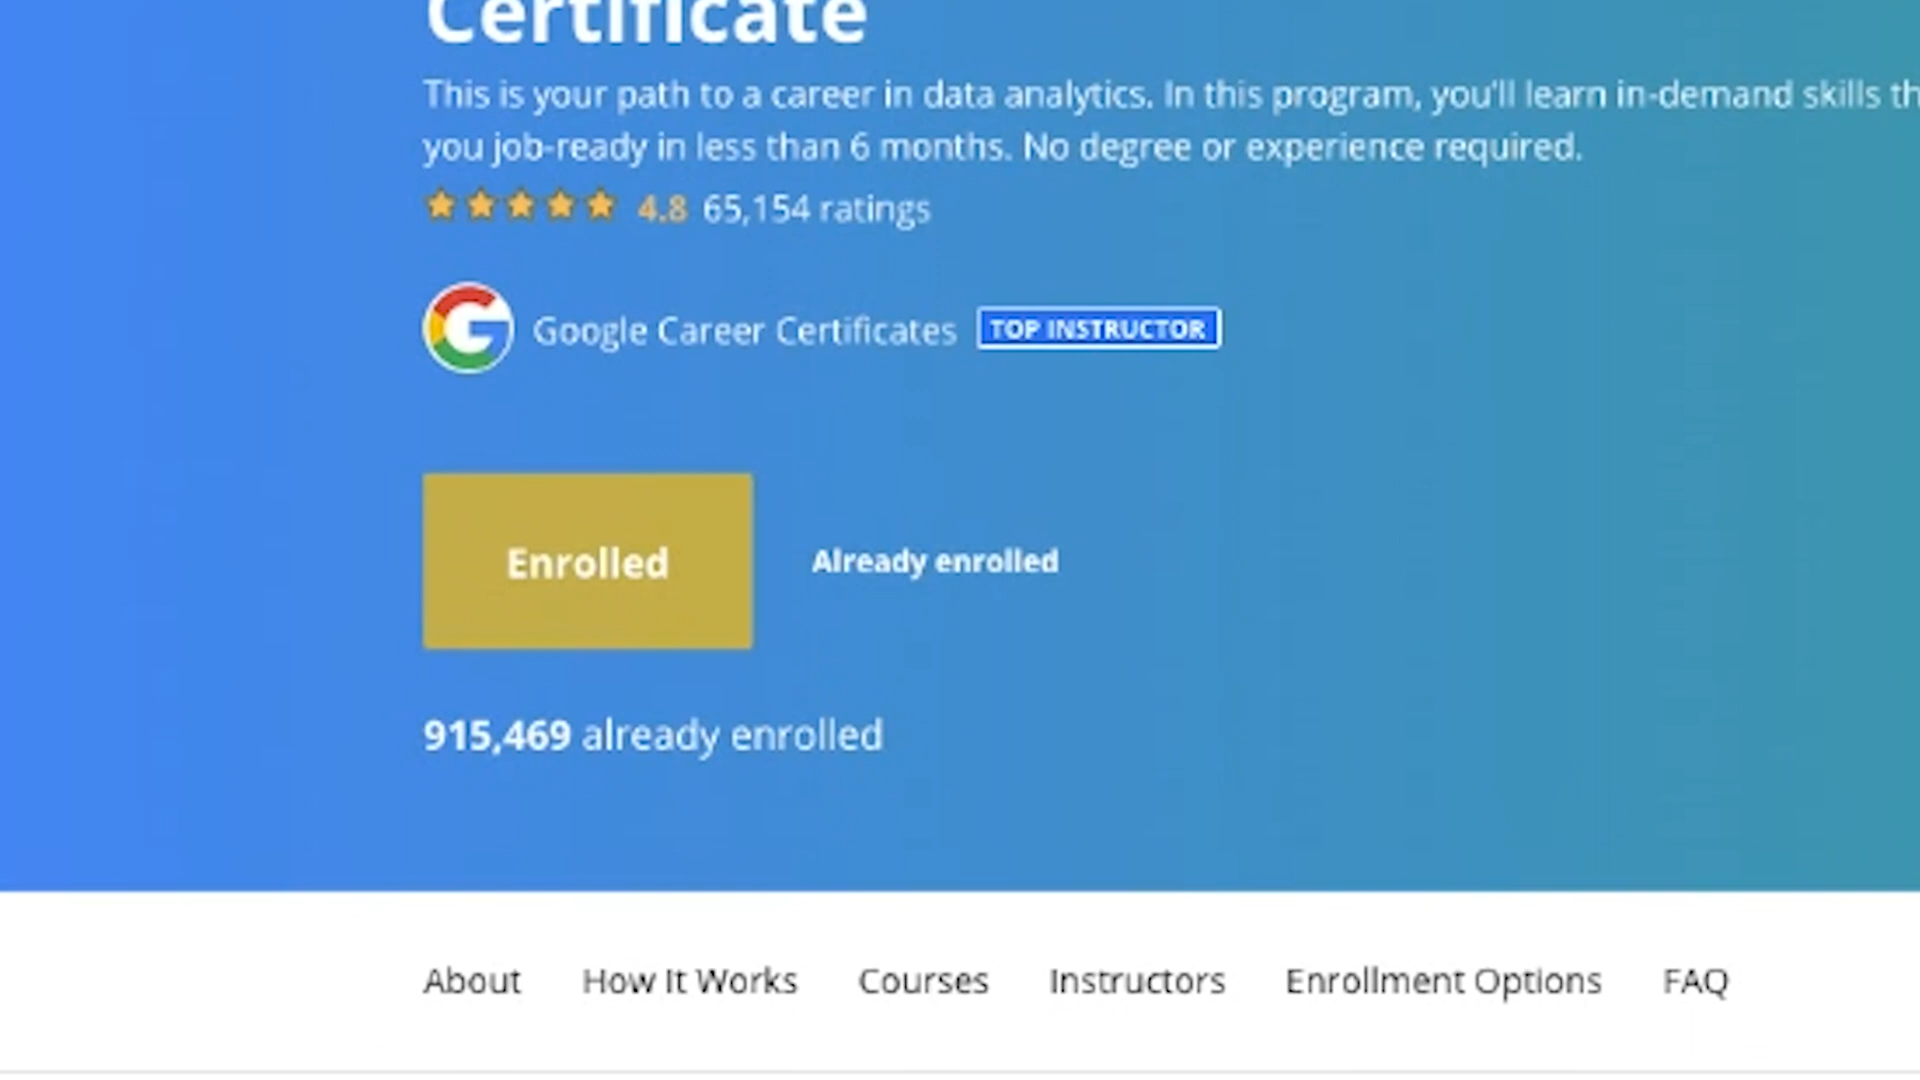 Certificate
This is your path to a career in data analytics. In this program, you'll learn in-demand skills
you job-ready in less than 6 months. No degree or experience required.
4.8 65,154 ratings
Google Career Certificates TOP INSTRUCTOR
Enrolled Already enrolled
915,469 already enrolled
About How It Works Courses Instructors Enrollment Options FAQ